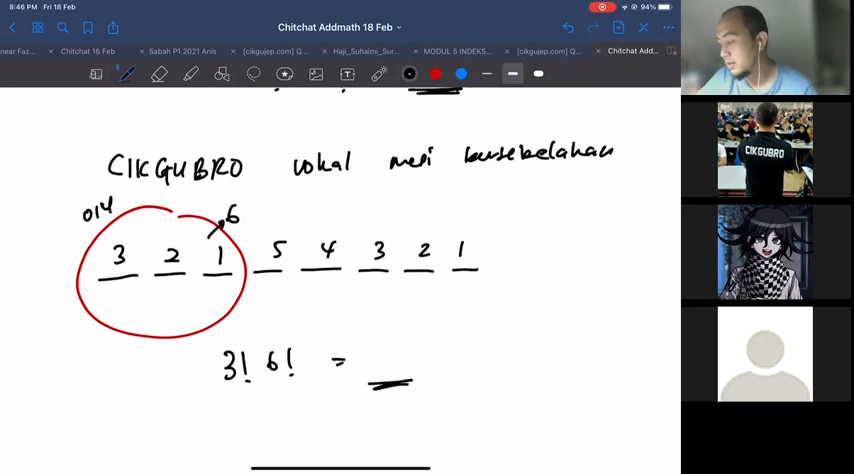 8:46 PM Fri 18 Feb
94%
Chitchat Addmath 18 Feb
near Faz...
Chitchat 16 Feb
Sabah P1 2021 Anis
[cikgujep.com] Q...
Haji_Suhaimi_Sur...
MODUL 5 INDEKS...
[cikgujep.com] Q...
Chitchat Add...
CIKGUBRO vokal mesti bersebelahan
6
3 2 1 5 4 3 2 1
3! 6! =
CIKGUBRO